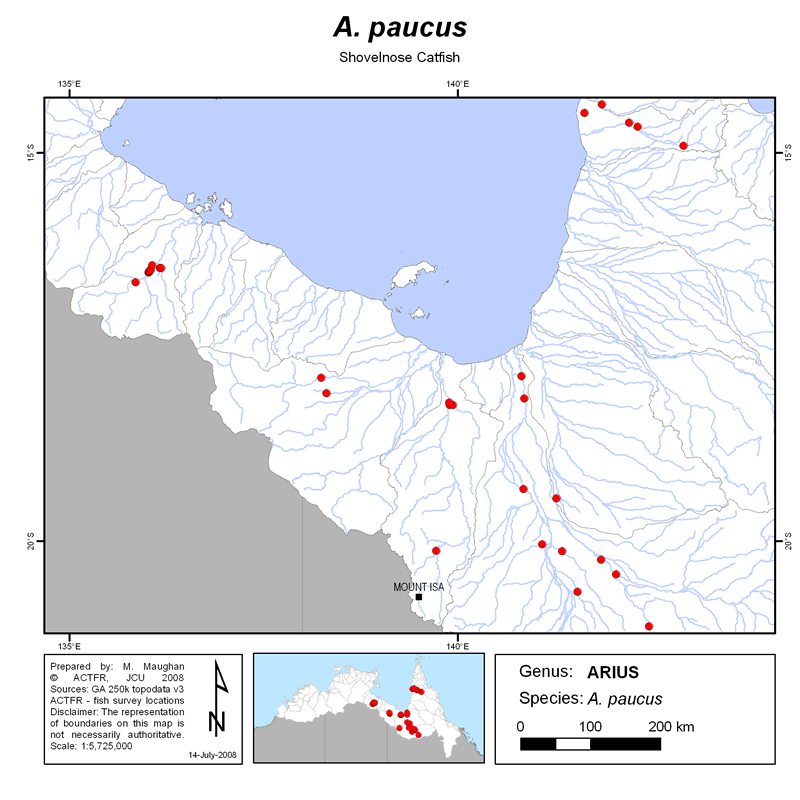 A. paucus
Shovelnose Catfish
135°E
140°E
15°S
15°S
20°S
20°S
MOUNT ISA
135°E
140°E
Prepared by: M. Maughan
© ACTFR, JCU 2008
Sources: GA 250k topodata v3
ACTFR - fish survey locations
Disclaimer: The representation
of boundaries on this map is
not necessarily authoritative.
Scale: 1:5,725,000
N
14-July-2008
Genus: ARIUS
Species: A. paucus
0 100 200 km